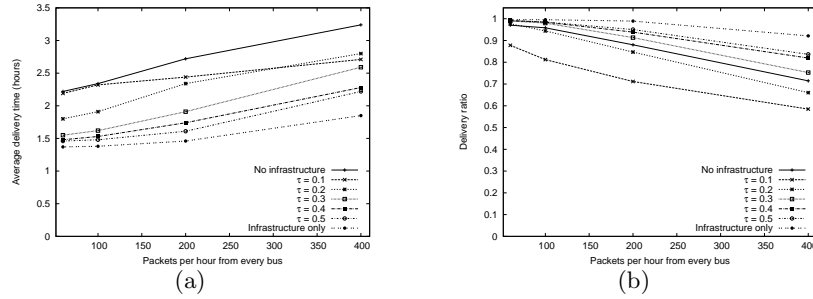 Average delivery time (hours)
3.5
3
2.5
2
1.5
1
0.5
0
100
150
200
250
300
350
400
Packets per hour from every bus
No infrastructure
τ = 0.1
τ = 0.2
τ = 0.3
τ = 0.4
τ = 0.5
Infrastructure only
(a)
Delivery ratio
1
0.9
0.8
0.7
0.6
0.5
0.4
0.3
0.2
0.1
0
100
150
200
250
300
350
400
Packets per hour from every bus
No infrastructure
τ = 0.1
τ = 0.2
τ = 0.3
τ = 0.4
τ = 0.5
Infrastructure only
(b)